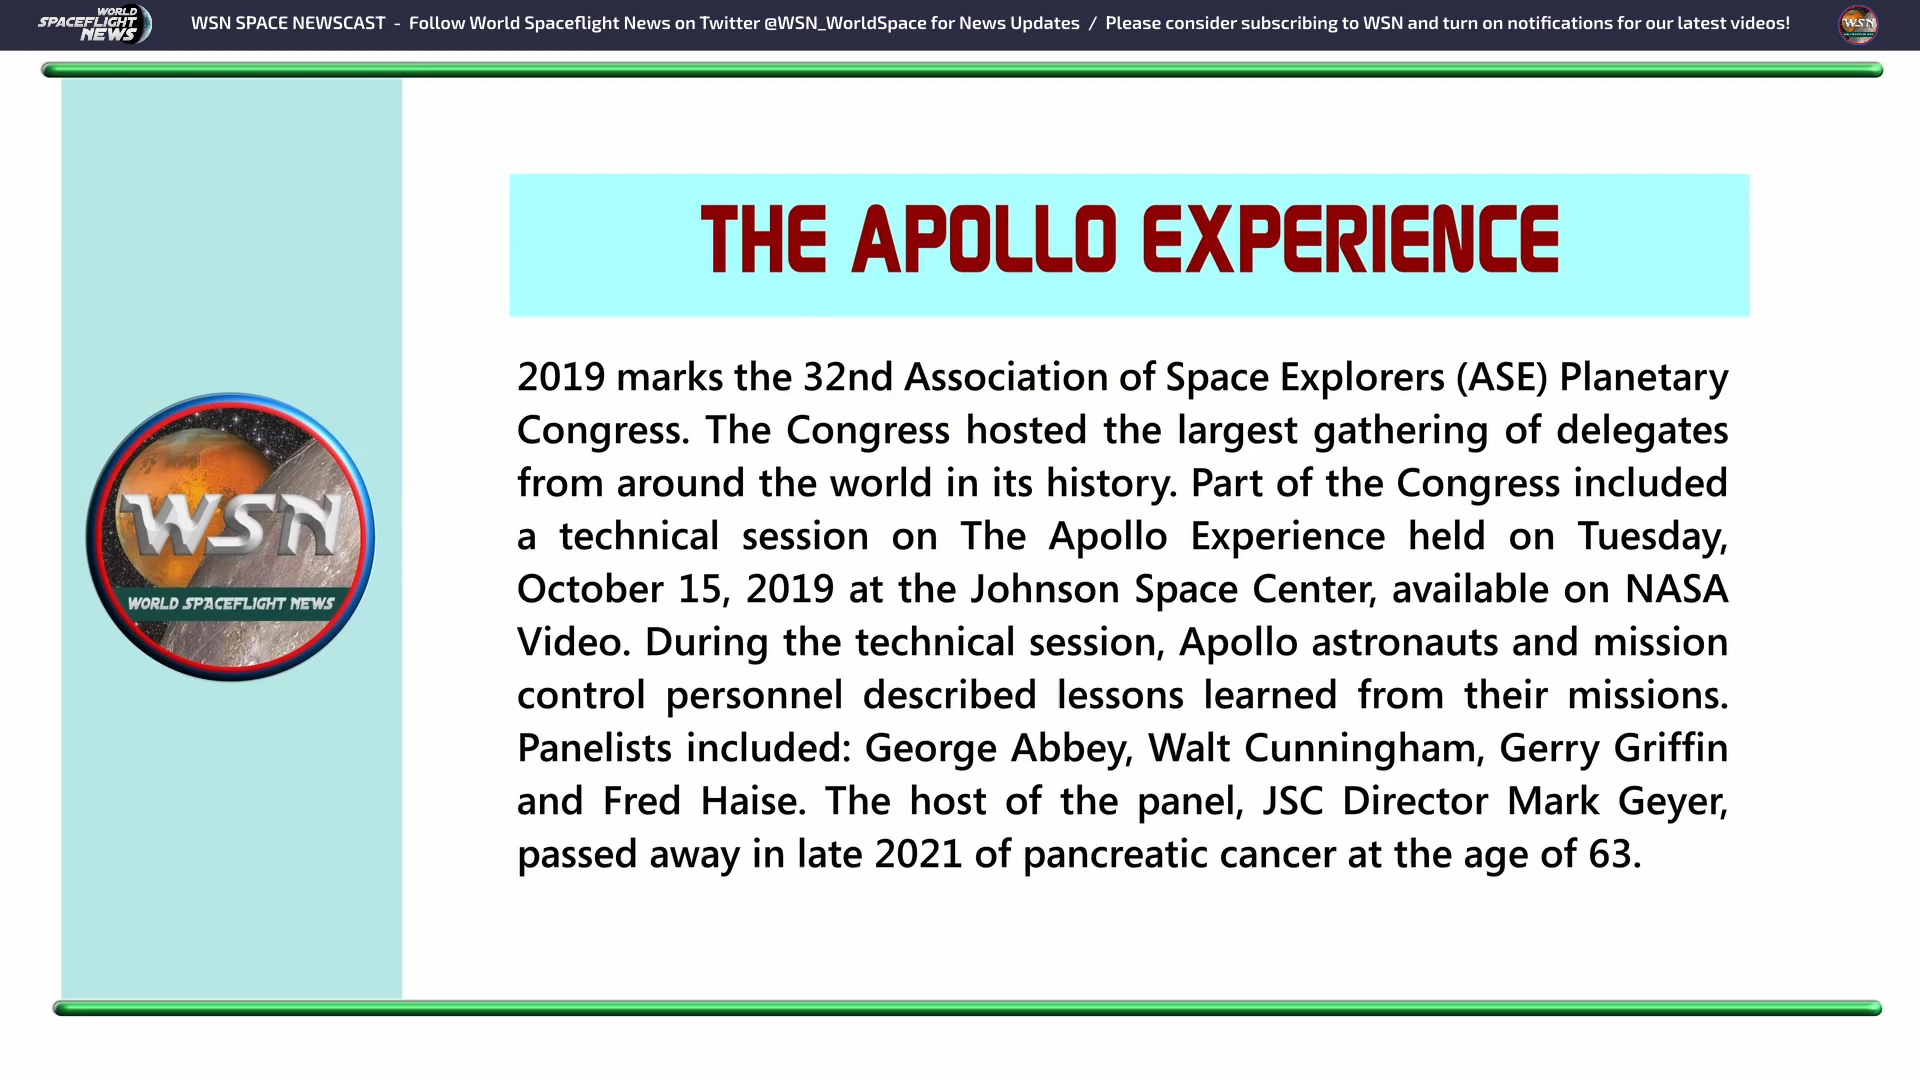 WORLD
SPACEFLIGHT
NEWS
WSN SPACE NEWSCAST - Follow World Spaceflight News on Twitter @WSN_WorldSpace for News Updates / Please consider subscribing to WSN and turn on notifications for our latest videos!
WSN
THE APOLLO EXPERIENCE
2019 marks the 32nd Association of Space Explorers (ASE) Planetary
Congress. The Congress hosted the largest gathering of delegates
from around the world in its history. Part of the Congress included
a technical session on The Apollo Experience held on Tuesday,
October 15, 2019 at the Johnson Space Center, available on NASA
Video. During the technical session, Apollo astronauts and mission
control personnel described lessons learned from their missions.
Panelists included: George Abbey, Walt Cunningham, Gerry Griffin
and Fred Haise. The host of the panel, JSC Director Mark Geyer,
passed away in late 2021 of pancreatic cancer at the age of 63.
WSN
WORLD SPACEFLIGHT NEWS